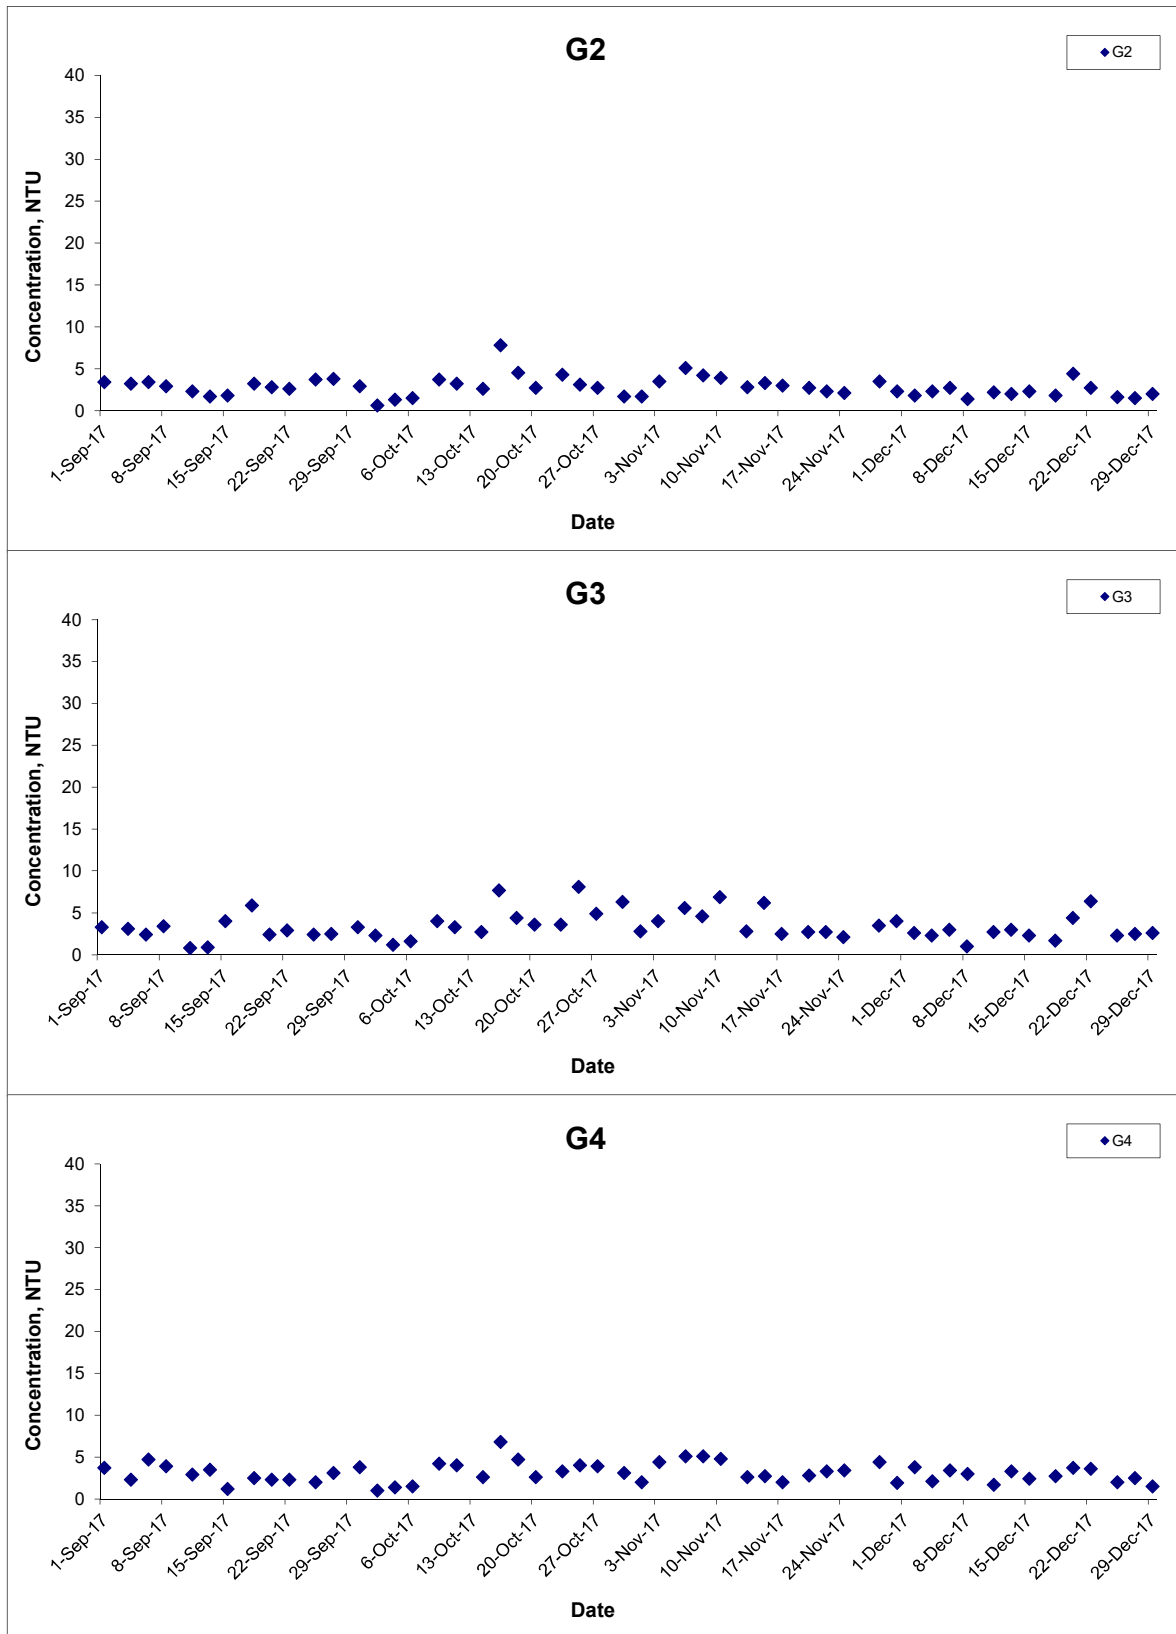 G2
G2
40
35
30
25
20
15
10
5
0
Concentration, NTU
1-Sep-17
8-Sep-17
15-Sep-17
22-Sep-17
29-Sep-17
6-Oct-17
13-Oct-17
20-Oct-17
27-Oct-17
3-Nov-17
10-Nov-17
17-Nov-17
24-Nov-17
1-Dec-17
8-Dec-17
15-Dec-17
22-Dec-17
29-Dec-17
Date
G3
G3
40
35
30
25
20
15
10
5
0
Concentration, NTU
1-Sep-17
8-Sep-17
15-Sep-17
22-Sep-17
29-Sep-17
6-Oct-17
13-Oct-17
20-Oct-17
27-Oct-17
3-Nov-17
10-Nov-17
17-Nov-17
24-Nov-17
1-Dec-17
8-Dec-17
15-Dec-17
22-Dec-17
29-Dec-17
Date
G4
G4
40
35
30
25
20
15
10
5
0
Concentration, NTU
1-Sep-17
8-Sep-17
15-Sep-17
22-Sep-17
29-Sep-17
6-Oct-17
13-Oct-17
20-Oct-17
27-Oct-17
3-Nov-17
10-Nov-17
17-Nov-17
24-Nov-17
1-Dec-17
8-Dec-17
15-Dec-17
22-Dec-17
29-Dec-17
Date